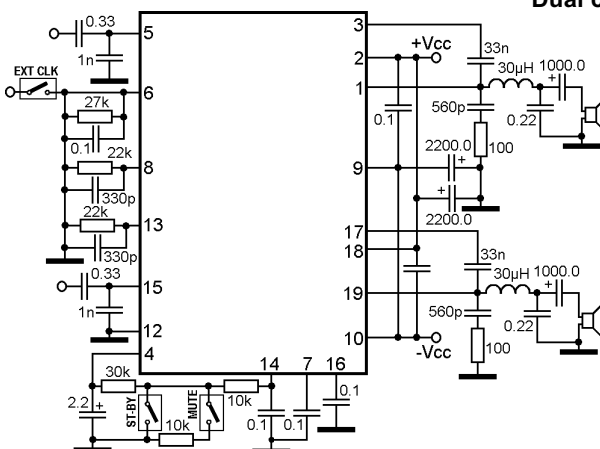 Dual
0.33
5
3
1n
+Vcc
33n
2
30µH
1000.0
+
EXT CLK
1
6
27k
560p
0.1
0.22
0.1
100
22k
2200.0
+
8
9
330p
+
2200.0
22k
13
17
18
33n
330p
0.33
30µH
1000.0
+
15
19
1n
560p
0.22
12
10
-Vcc
100
4
14
7
16
30k
10k
0.1
2.2
+
ST-BY
MUTE
10k
0.1
0.1